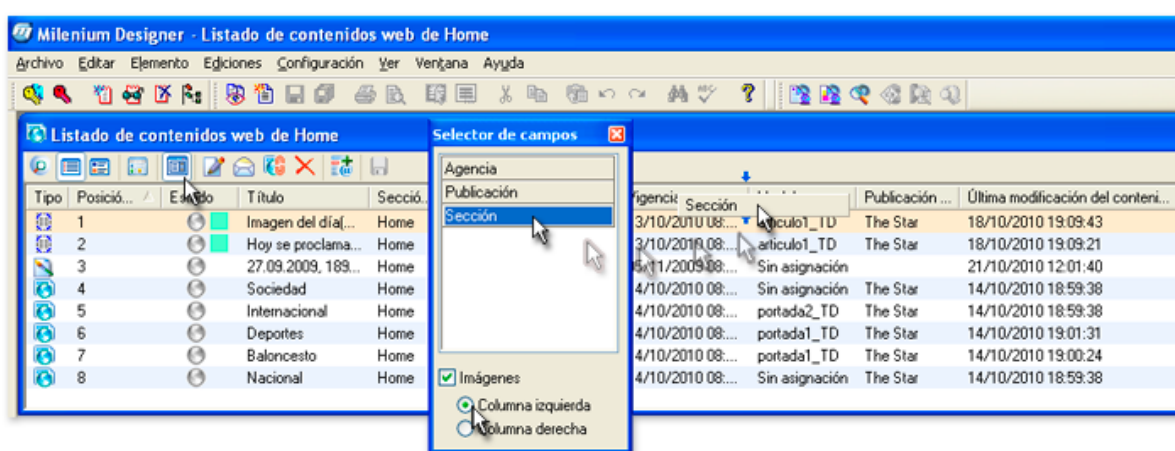 Milenium Designer - Listado de contenidos web de Home
Archivo Editar Elemento Ediciones Configuración Ver Ventana Ayuda
Listado de contenidos web de Home
Selector de campos
Agencia
Publicación
Sección
Imágenes
Columna izquierda
Columna derecha
Sección
Tipo Posició... Título Secció... Publicación ... Última modificación del conteni...
1 Imagen del día(... Home 3/10/2010 08:... articulo1_TD The Star 18/10/2010 19:09:43
2 Hoy se proclama... Home 3/10/2010 08:... articulo1_TD The Star 18/10/2010 19:09:21
3 27.09.2009, 189... Home Sin asignación 21/10/2010 12:01:40
4 Sociedad Home 4/10/2010 08:... Sin asignación The Star 14/10/2010 18:59:38
5 Internacional Home 4/10/2010 08:... portada2_TD The Star 14/10/2010 18:59:38
6 Deportes Home 4/10/2010 08:... portada1_TD The Star 14/10/2010 19:01:31
7 Baloncesto Home 4/10/2010 08:... portada1_TD The Star 14/10/2010 19:00:24
8 Nacional Home 4/10/2010 08:... Sin asignación The Star 14/10/2010 18:59:38